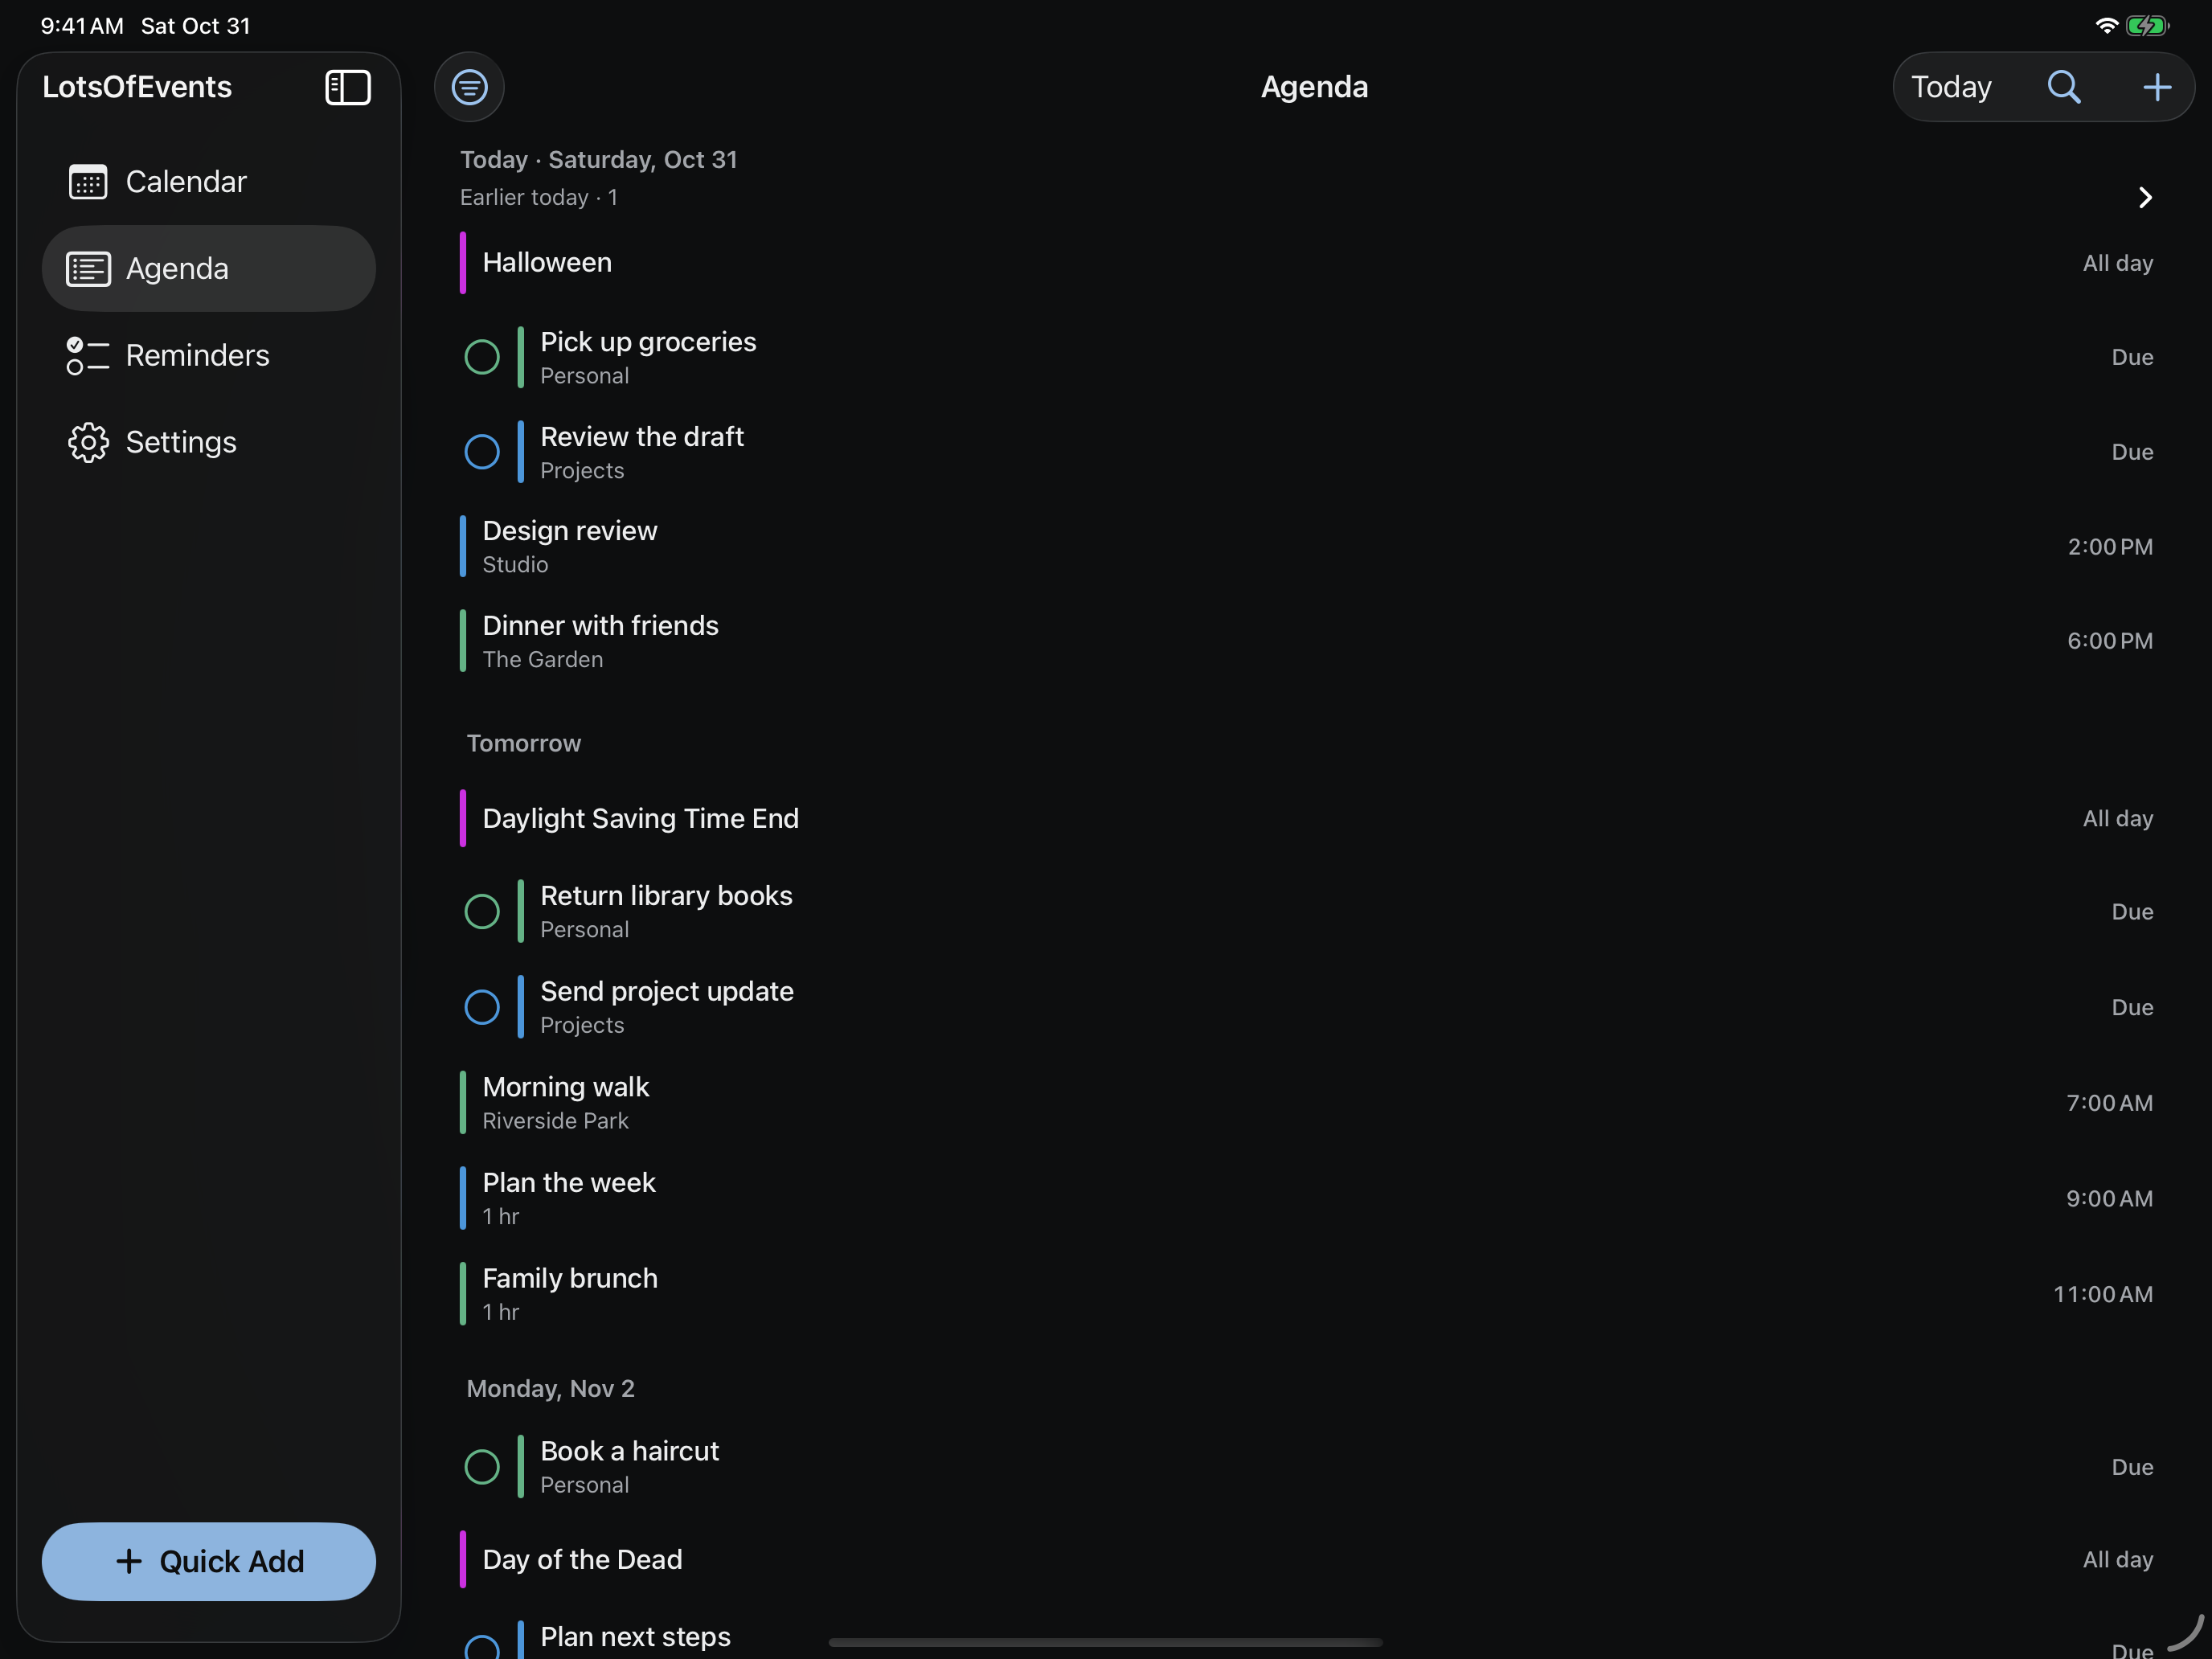 9:41 AM Sat Oct 31
LotsOfEvents
Calendar
Agenda
Reminders
Settings
Quick Add
Agenda
Today
Today · Saturday, Oct 31
Earlier today · 1
Halloween
All day
Pick up groceries
Personal
Due
Review the draft
Projects
Due
Design review
Studio
2:00 PM
Dinner with friends
The Garden
6:00 PM
Tomorrow
Daylight Saving Time End
All day
Return library books
Personal
Due
Send project update
Projects
Due
Morning walk
Riverside Park
7:00 AM
Plan the week
1 hr
9:00 AM
Family brunch
1 hr
11:00 AM
Monday, Nov 2
Book a haircut
Personal
Due
Day of the Dead
All day
Plan next steps
Due